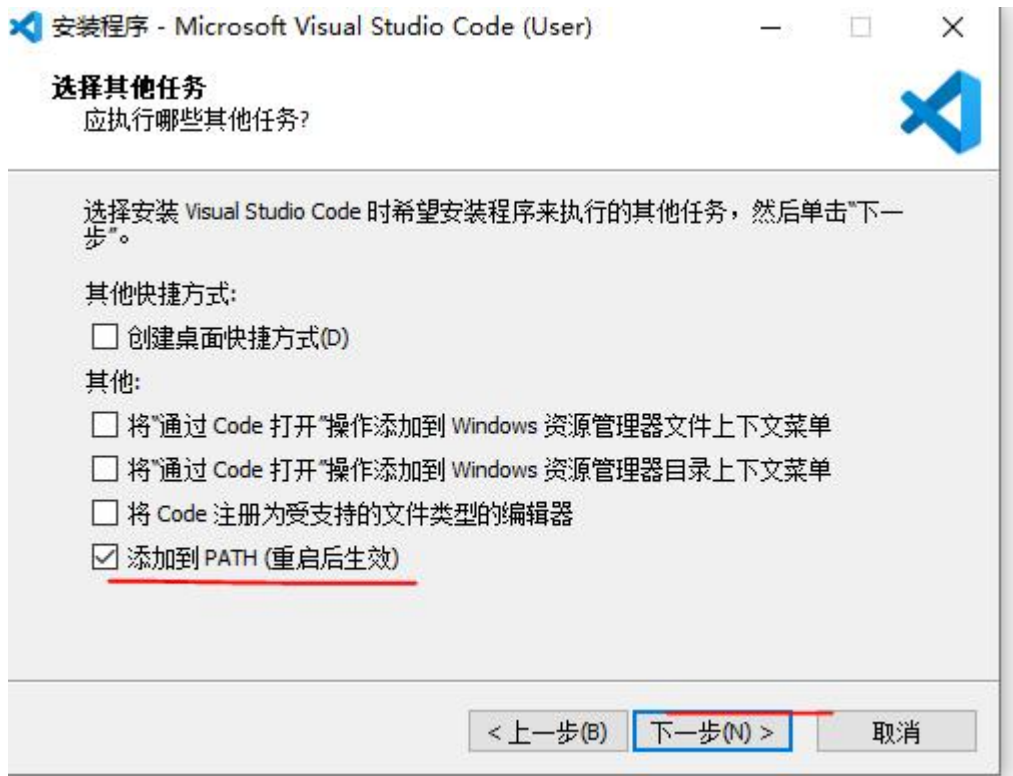 安装程序 - Microsoft Visual Studio Code (User)
选择其他任务
应执行哪些其他任务?
选择安装 Visual Studio Code 时希望安装程序来执行的其他任务，然后单击“下一
步”。
其他快捷方式:
创建桌面快捷方式(D)
其他:
将“通过 Code 打开”操作添加到 Windows 资源管理器文件上下文菜单
将“通过 Code 打开”操作添加到 Windows 资源管理器目录上下文菜单
将 Code 注册为受支持的文件类型的编辑器
添加到 PATH (重启后生效)
< 上一步(B) 下一步(N) > 取消